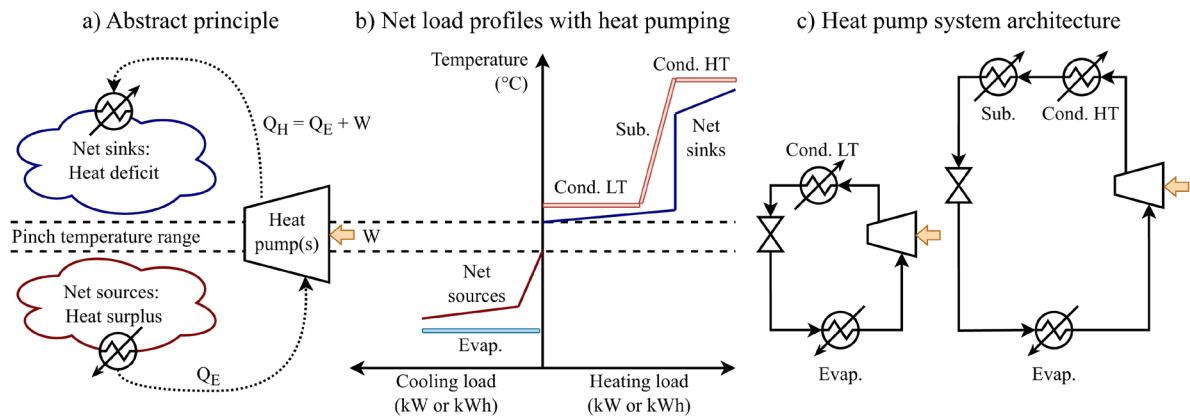 a) Abstract principle
Net sinks:
Heat deficit
Q_H = Q_E + W
Heat
pump(s)
W
Pinch temperature range
Net sources:
Heat surplus
Q_E
b) Net load profiles with heat pumping
Temperature
(°C)
Cond. HT
Sub.
Net
sinks
Cond. LT
Net
sources
Evap.
Cooling load
(kW or kWh)
Heating load
(kW or kWh)
c) Heat pump system architecture
Sub.
Cond. HT
Cond. LT
Evap.
Evap.